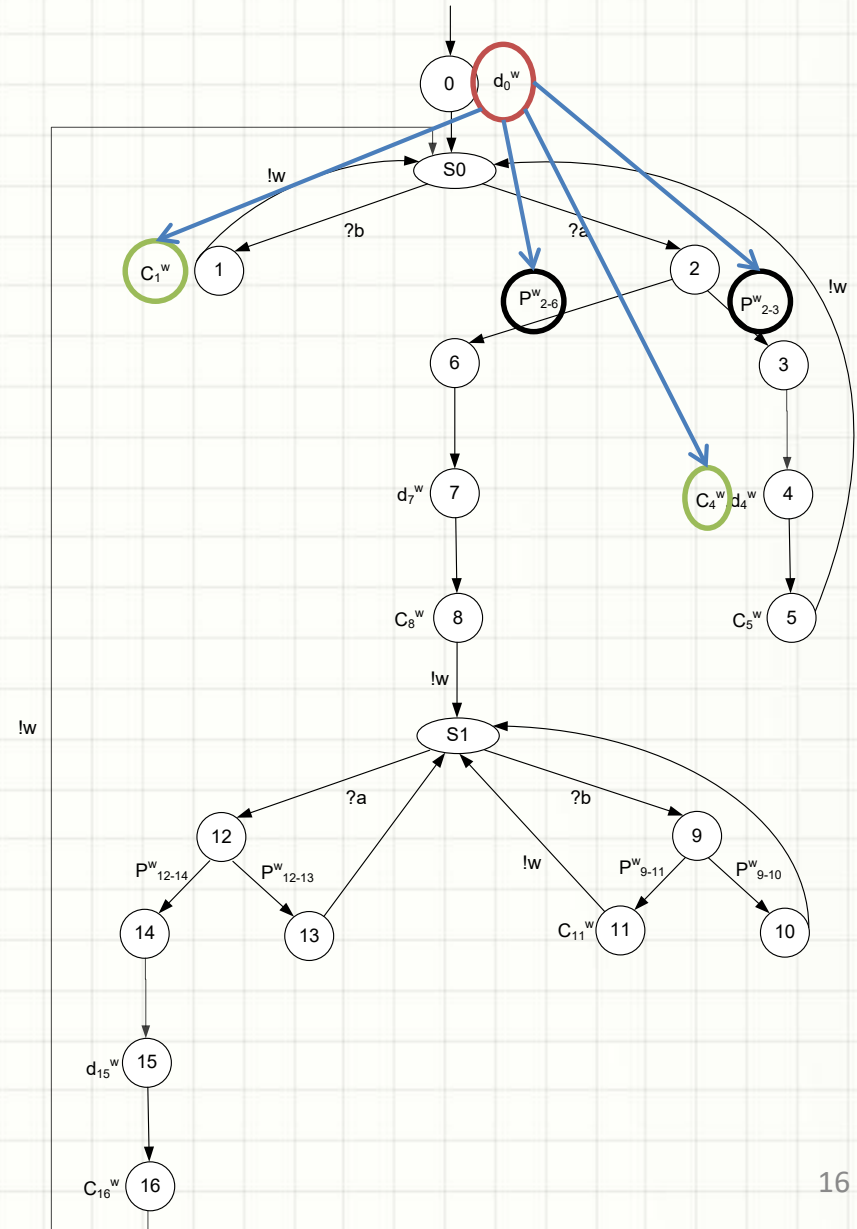 0
d₀ʷ
S0
!w
?b
?a
C₁ʷ
1
2
!w
Pʷ₂₋₆
Pʷ₂₋₃
6
3
d₇ʷ
7
C₄ʷ
d₄ʷ
4
C₈ʷ
8
C₅ʷ
5
!w
!w
S1
?a
?b
12
9
Pʷ₁₂₋₁₄
Pʷ₁₂₋₁₃
!w
Pʷ₉₋₁₁
Pʷ₉₋₁₀
14
13
C₁₁ʷ
11
10
d₁₅ʷ
15
C₁₆ʷ
16
16